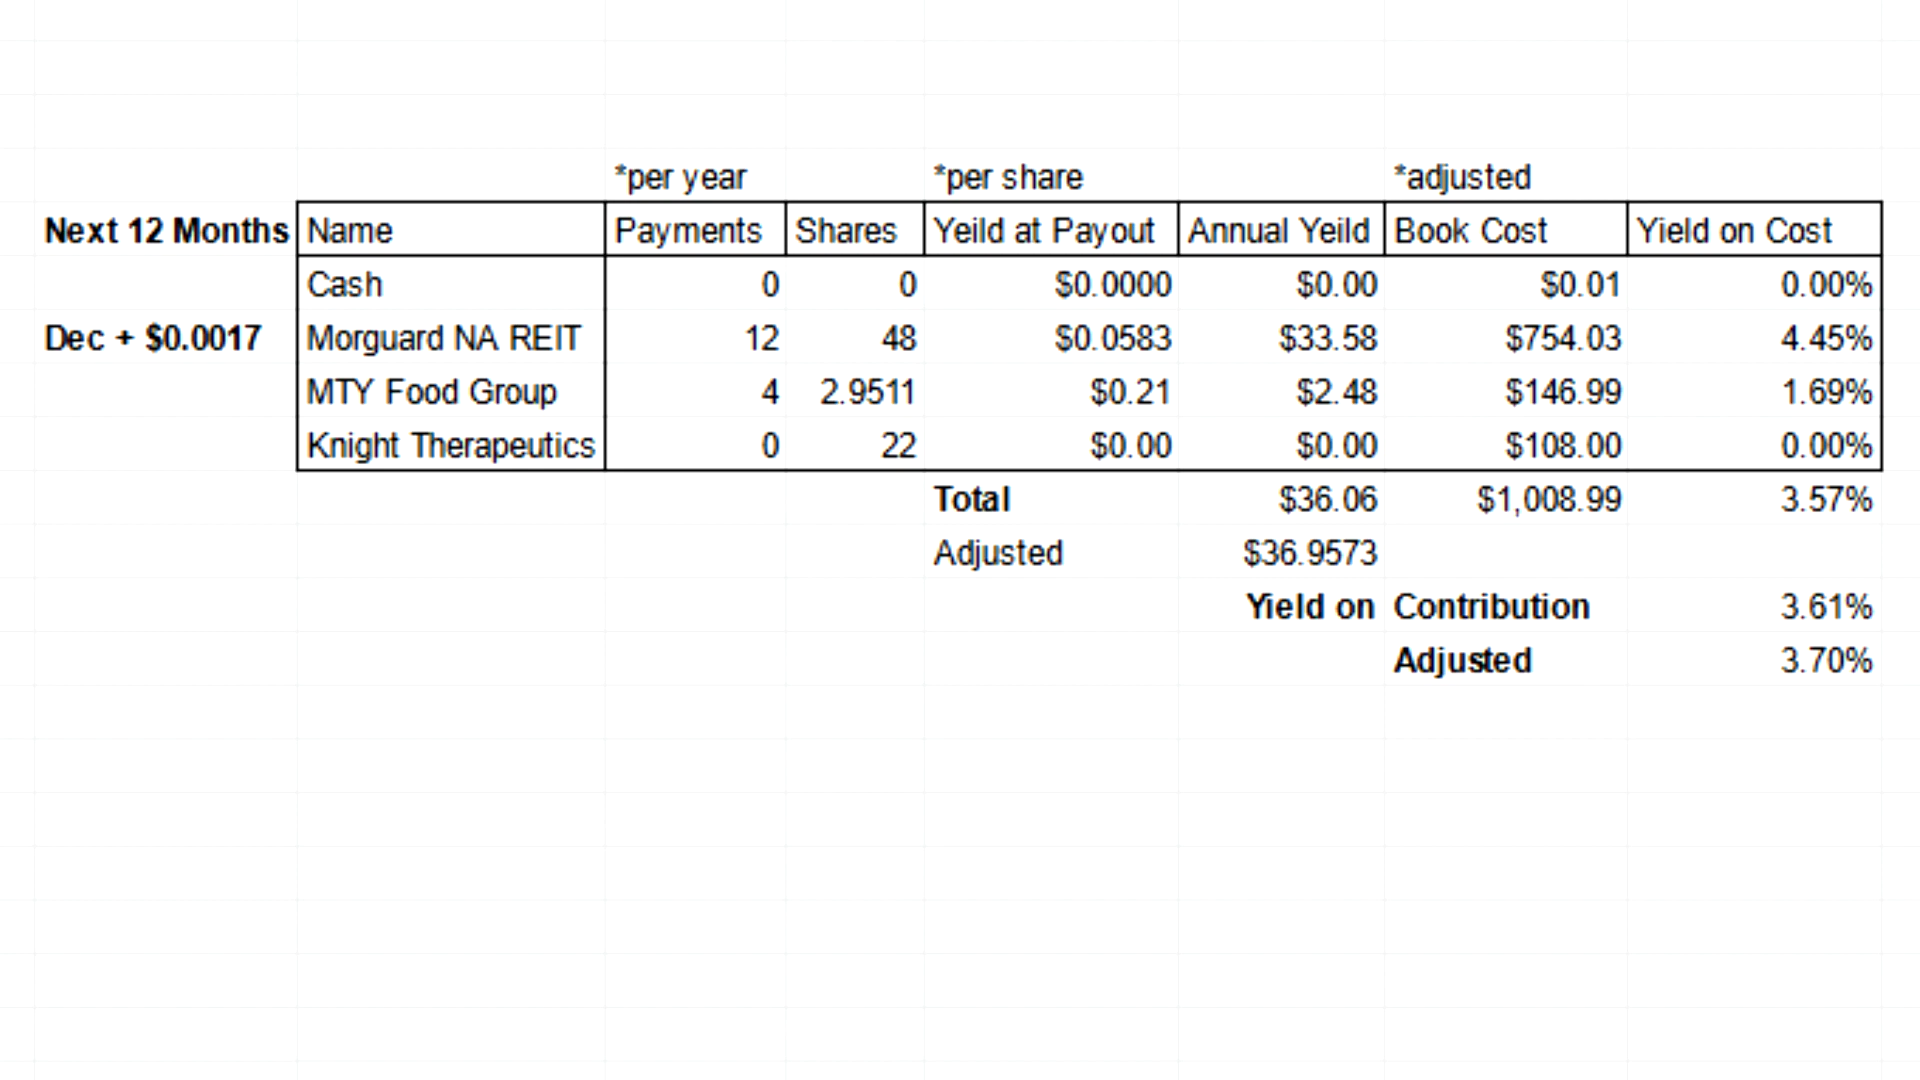 *per year *per share *adjusted
Next 12 Months Name Payments Shares Yeild at Payout Annual Yeild Book Cost Yield on Cost
Cash 0 0 $0.0000 $0.00 $0.01 0.00%
Dec + $0.0017 Morguard NA REIT 12 48 $0.0583 $33.58 $754.03 4.45%
MTY Food Group 4 2.9511 $0.21 $2.48 $146.99 1.69%
Knight Therapeutics 0 22 $0.00 $0.00 $108.00 0.00%
Total $36.06 $1,008.99 3.57%
Adjusted $36.9573
Yield on Contribution 3.61%
Adjusted 3.70%